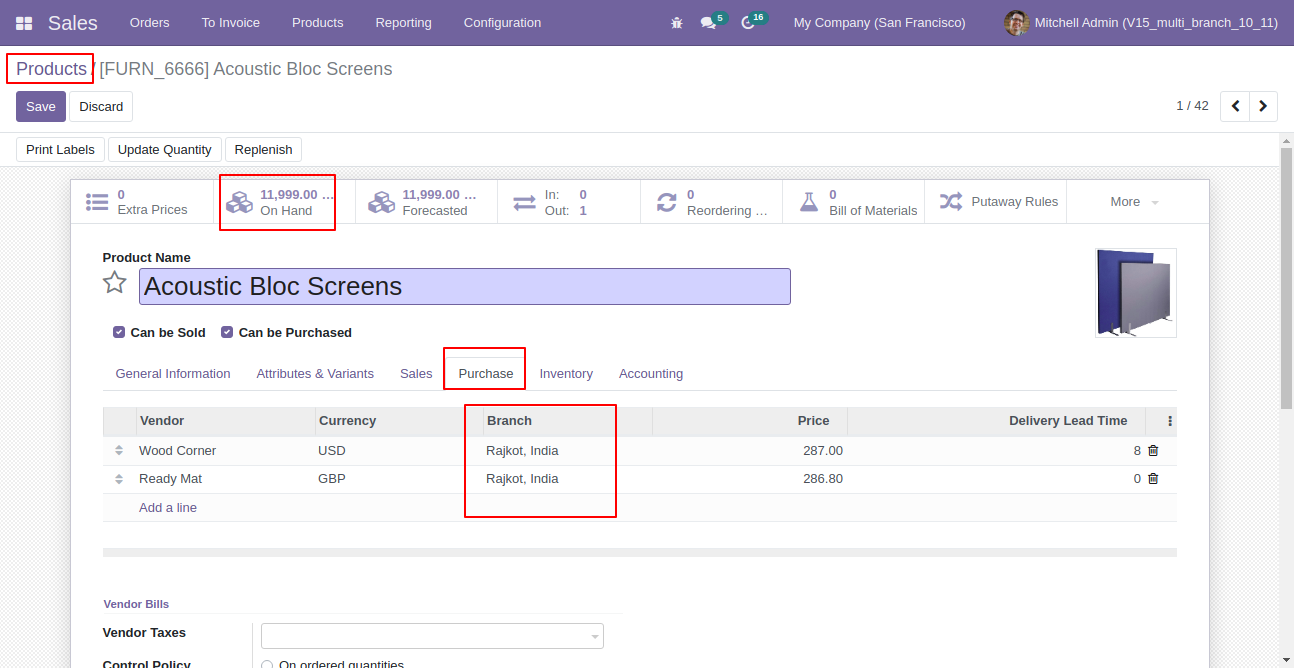 Sales Orders To Invoice Products Reporting Configuration 5 16 My Company (San Francisco) Mitchell Admin (V15_multi_branch_10_11)
Products / [FURN_6666] Acoustic Bloc Screens
Save Discard 1 / 42
Print Labels Update Quantity Replenish
0 11,999.00 ... 11,999.00 ... In: 0 0 0
Extra Prices On Hand Forecasted Out: 1 Reordering ... Bill of Materials Putaway Rules More
Product Name
Acoustic Bloc Screens
Can be Sold Can be Purchased
General Information Attributes & Variants Sales Purchase Inventory Accounting
Vendor Currency Branch Price Delivery Lead Time
Wood Corner USD Rajkot, India 287.00 8
Ready Mat GBP Rajkot, India 286.80 0
Add a line
Vendor Bills
Vendor Taxes
Control Policy On ordered quantities